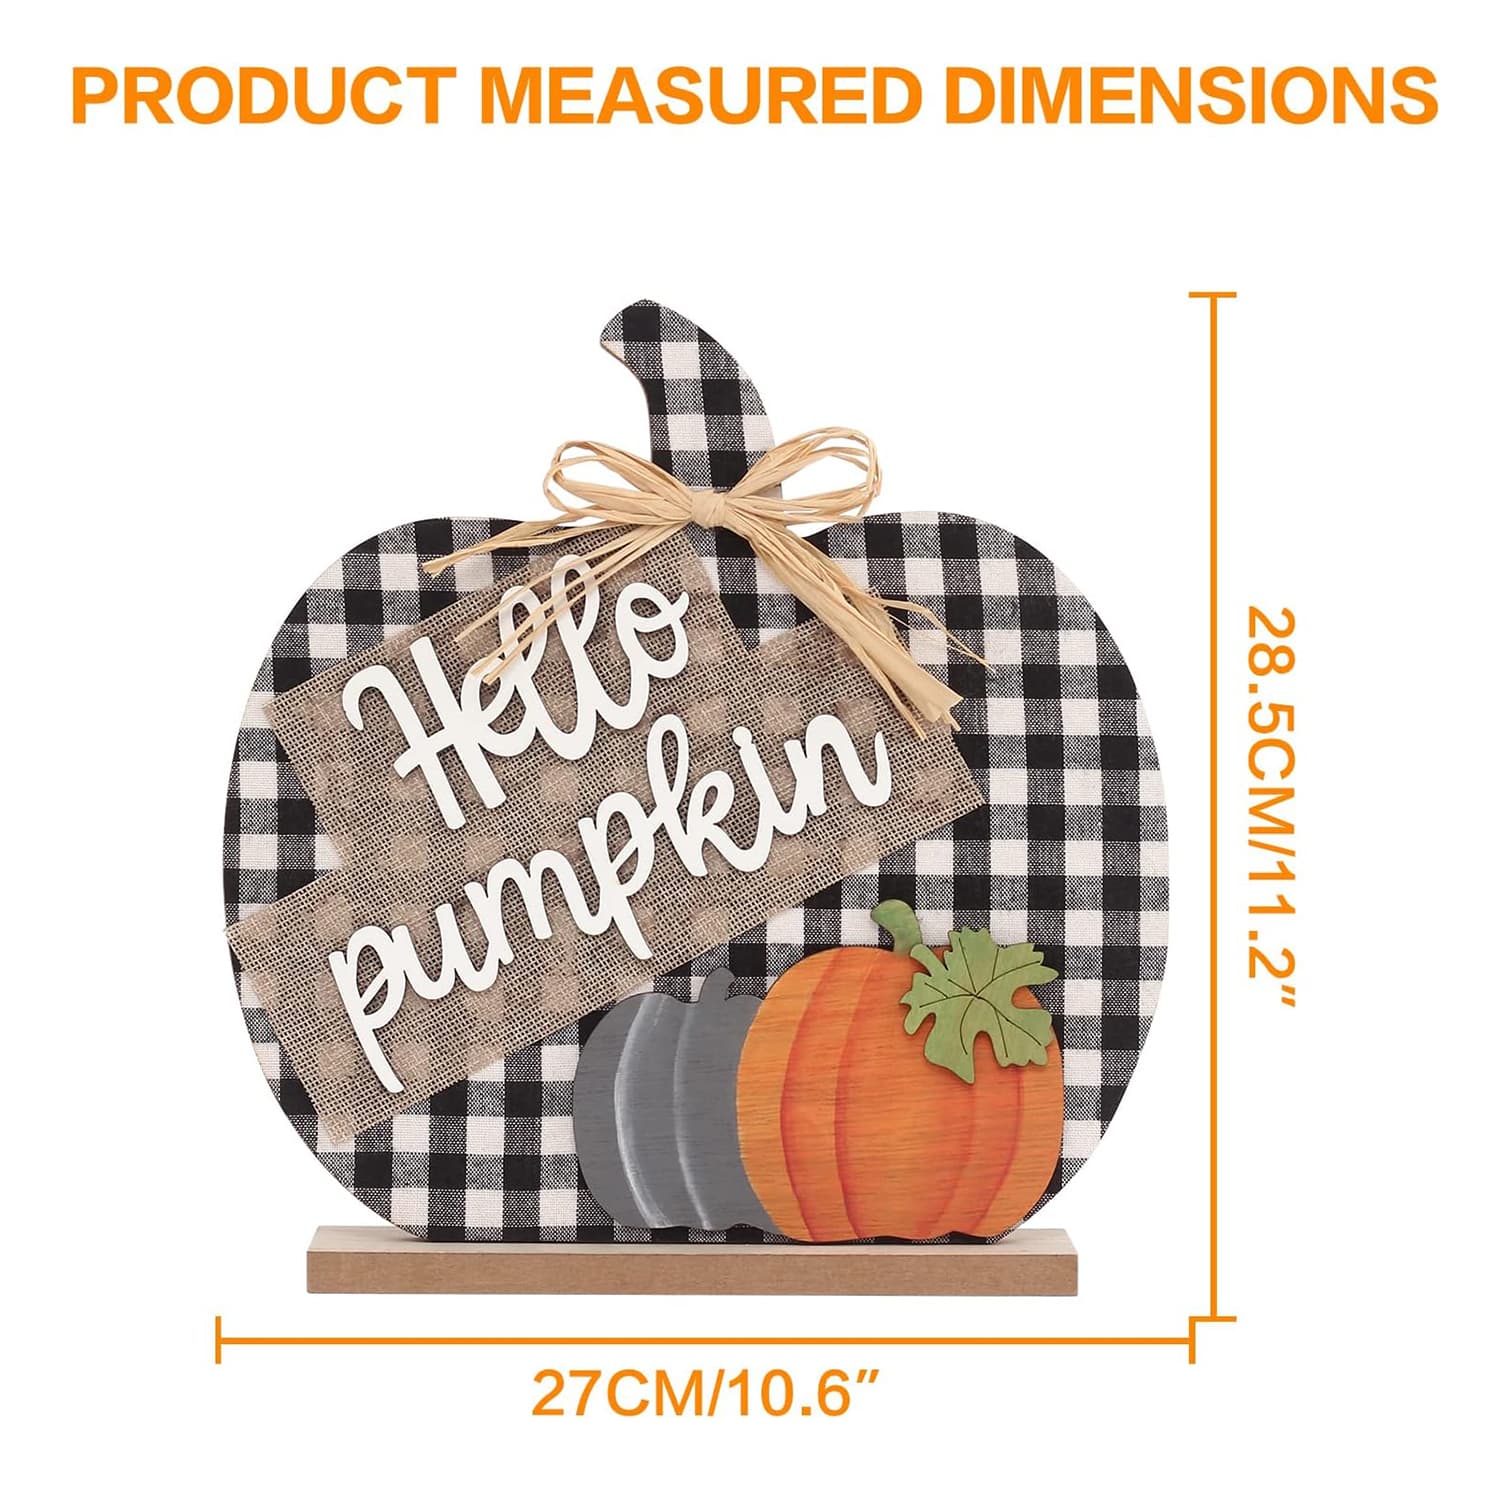 PRODUCT MEASURED DIMENSIONS
Hello
pumpkin
28.5CM/11.2″
27CM/10.6″